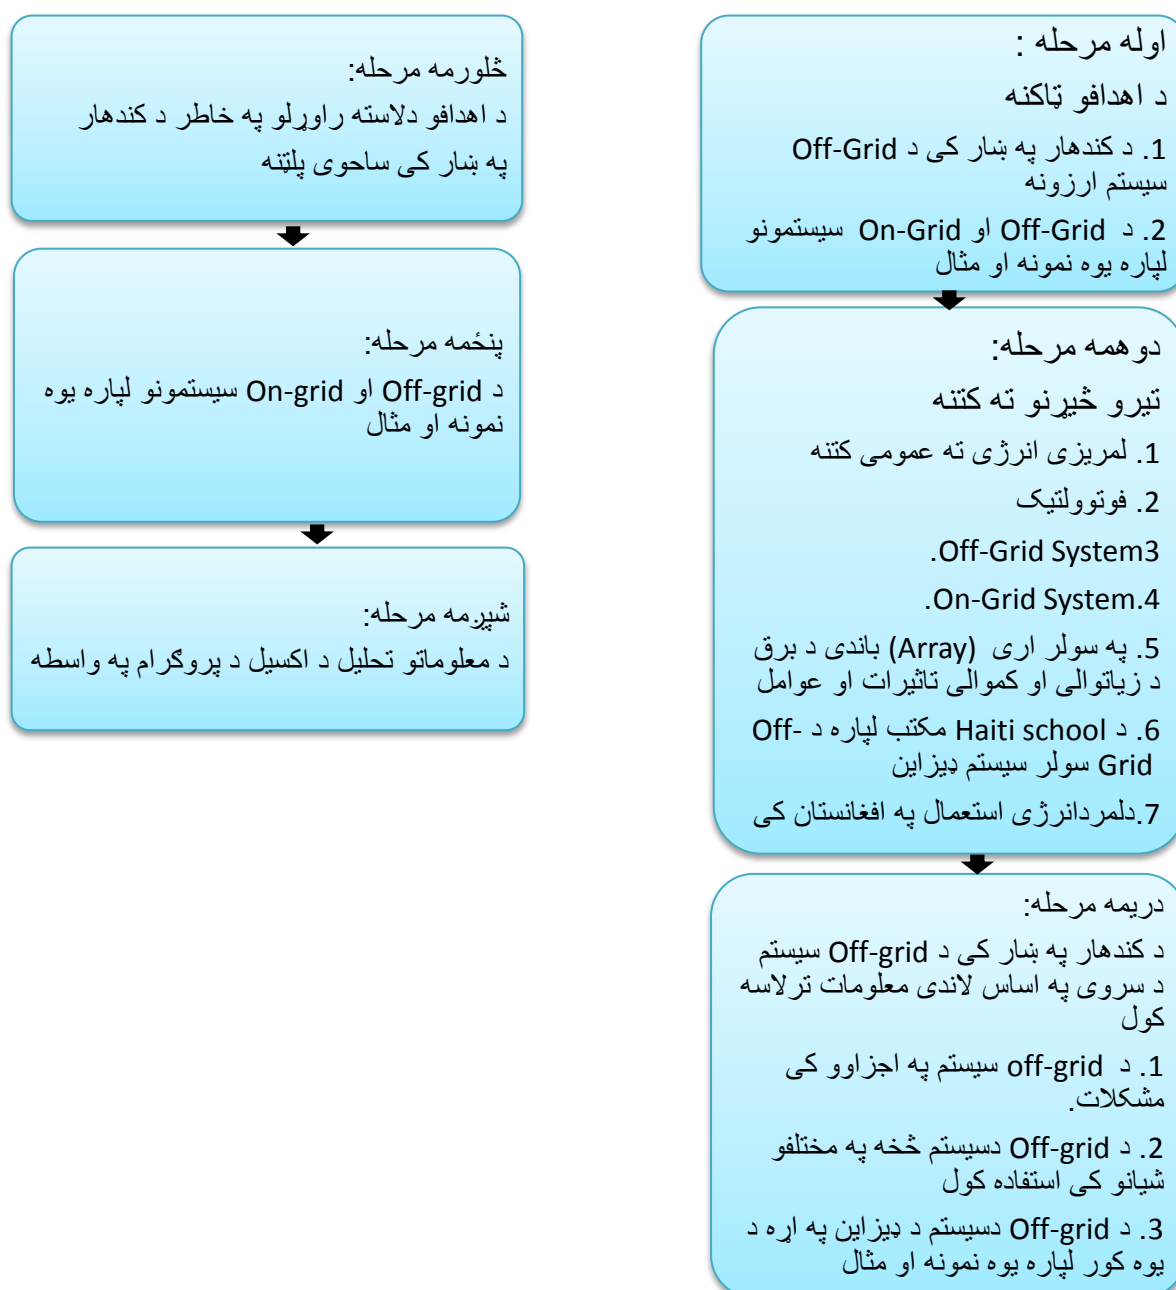 اوله مرحله :
د اهدافو ټاکنه
1. د کندهار په ښار کی د Off-Grid
سیستم ارزونه
2. د Off-Grid او On-Grid سیستمونو
لپاره یوه نمونه او مثال
دوهمه مرحله:
تیرو څیړنو ته کتنه
1. لمریزی انرژی ته عمومی کتنه
2. فوتوولتیک
.Off-Grid System3
.On-Grid System.4
5. په سولر اری (Array) باندی د برق
د زیاتوالی او کموالی تاثیرات او عوامل
6. د Haiti school مکتب لپاره د Off-
Grid سولر سیستم ډیزاین
7.دلمردانرژی استعمال په افغانستان کی
دریمه مرحله:
د کندهار په ښار کی د Off-grid سیستم
د سروی په اساس لاندی معلومات ترلاسه
کول
1. د off-grid سیستم په اجزاوو کی
مشکلات.
2. د Off-grid دسیستم څخه په مختلفو
شیانو کی استفاده کول
3. د Off-grid دسیستم د ډیزاین په اړه د
یوه کور لپاره یوه نمونه او مثال
څلورمه مرحله:
د اهدافو دلاسته راوړلو په خاطر د کندهار
په ښار کی ساحوی پلټنه
پنځمه مرحله:
د Off-grid او On-grid سیستمونو لپاره یوه
نمونه او مثال
شپږمه مرحله:
د معلوماتو تحلیل د اکسیل د پروګرام په واسطه